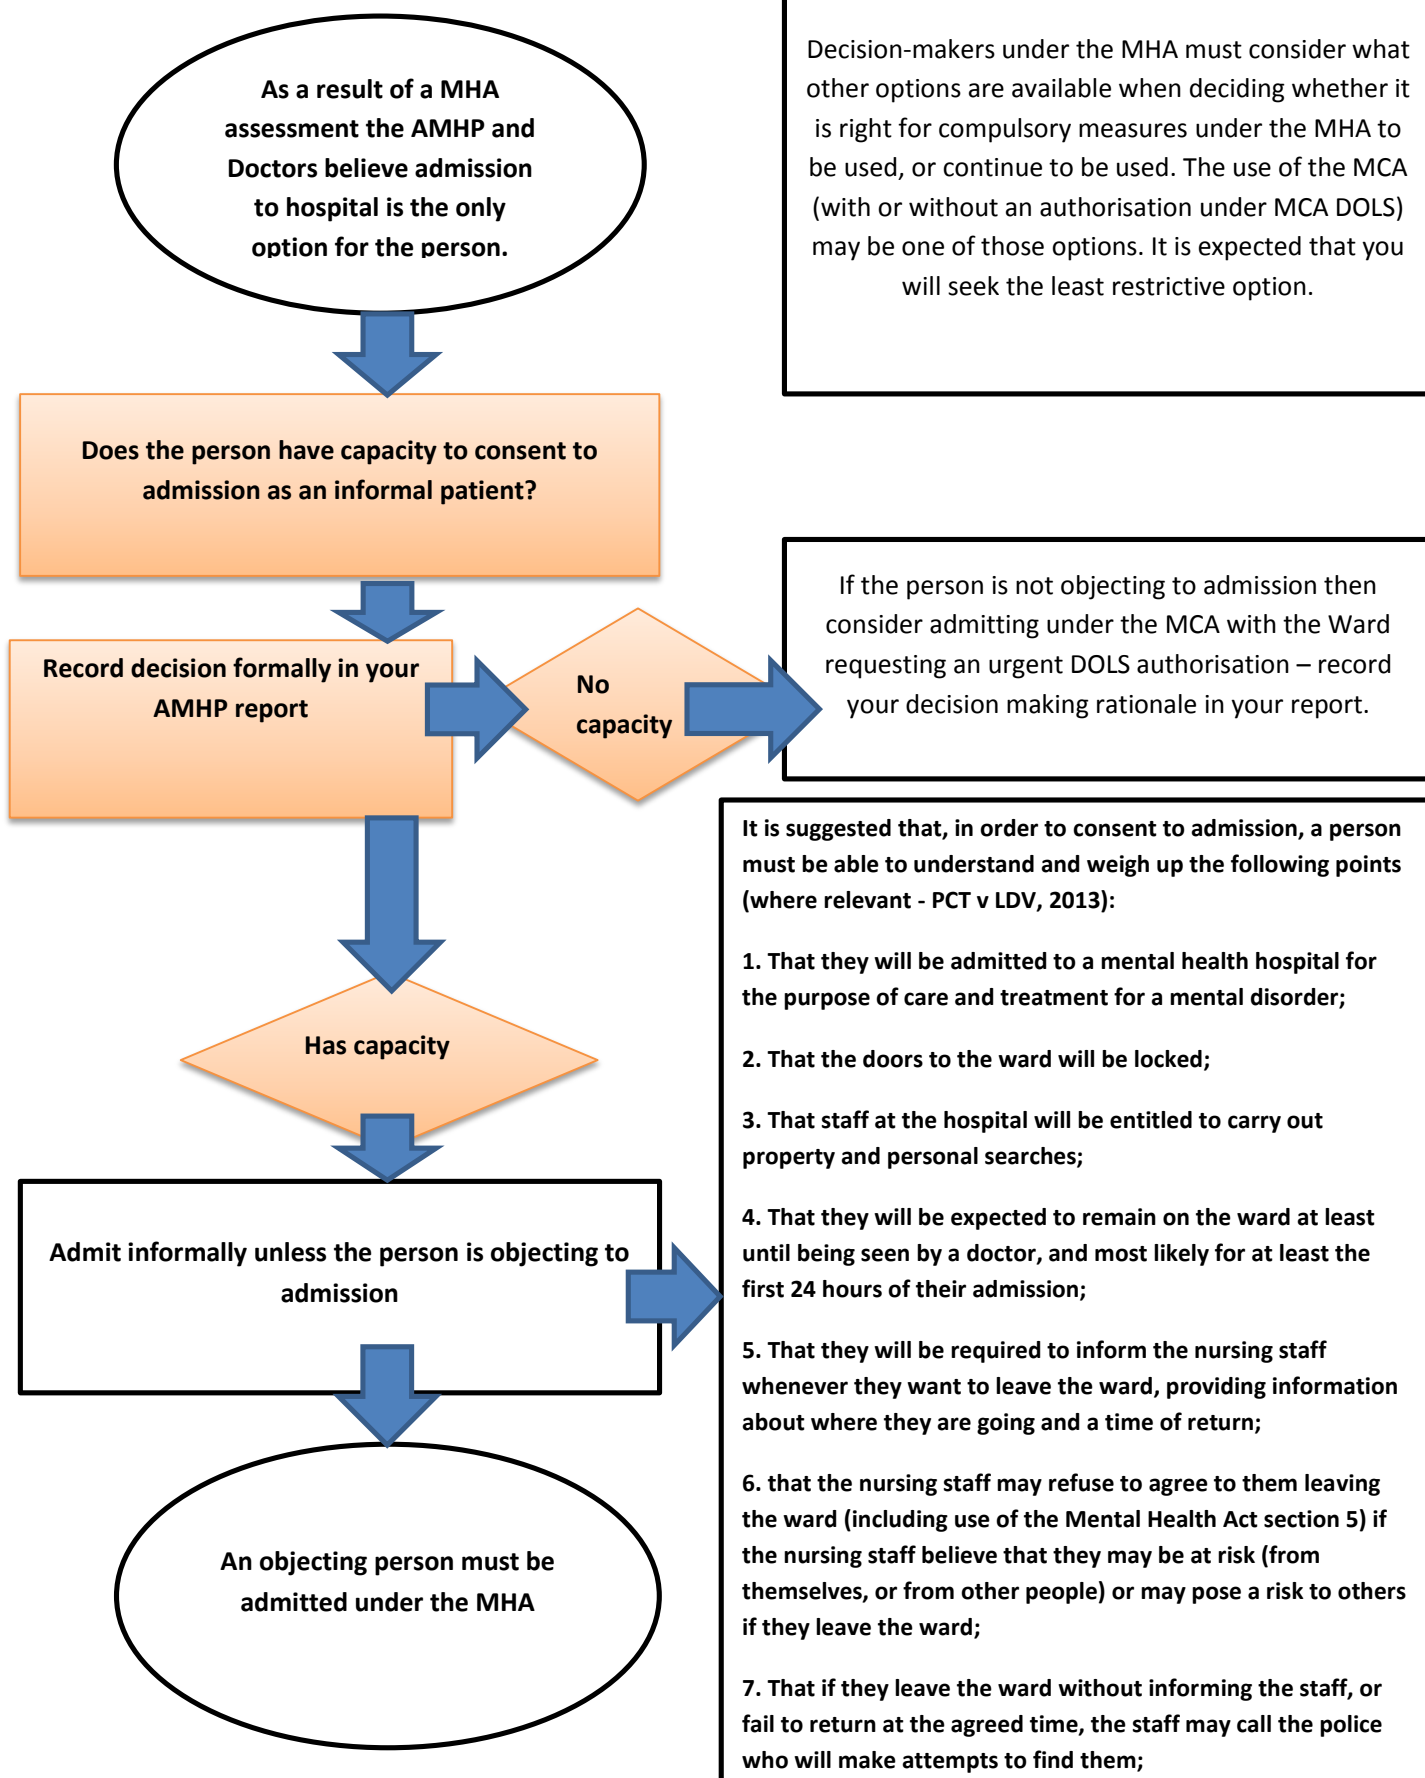 As a result of a MHA
assessment the AMHP and
Doctors believe admission
to hospital is the only
option for the person.
Decision-makers under the MHA must consider what
other options are available when deciding whether it
is right for compulsory measures under the MHA to
be used, or continue to be used. The use of the MCA
(with or without an authorisation under MCA DOLS)
may be one of those options. It is expected that you
will seek the least restrictive option.
Does the person have capacity to consent to
admission as an informal patient?
Record decision formally in your
AMHP report
No
capacity
If the person is not objecting to admission then
consider admitting under the MCA with the Ward
requesting an urgent DOLS authorisation – record
your decision making rationale in your report.
Has capacity
Admit informally unless the person is objecting to
admission
An objecting person must be
admitted under the MHA
It is suggested that, in order to consent to admission, a person
must be able to understand and weigh up the following points
(where relevant - PCT v LDV, 2013):
1. That they will be admitted to a mental health hospital for
the purpose of care and treatment for a mental disorder;
2. That the doors to the ward will be locked;
3. That staff at the hospital will be entitled to carry out
property and personal searches;
4. That they will be expected to remain on the ward at least
until being seen by a doctor, and most likely for at least the
first 24 hours of their admission;
5. That they will be required to inform the nursing staff
whenever they want to leave the ward, providing information
about where they are going and a time of return;
6. that the nursing staff may refuse to agree to them leaving
the ward (including use of the Mental Health Act section 5) if
the nursing staff believe that they may be at risk (from
themselves, or from other people) or may pose a risk to others
if they leave the ward;
7. That if they leave the ward without informing the staff, or
fail to return at the agreed time, the staff may call the police
who will make attempts to find them;